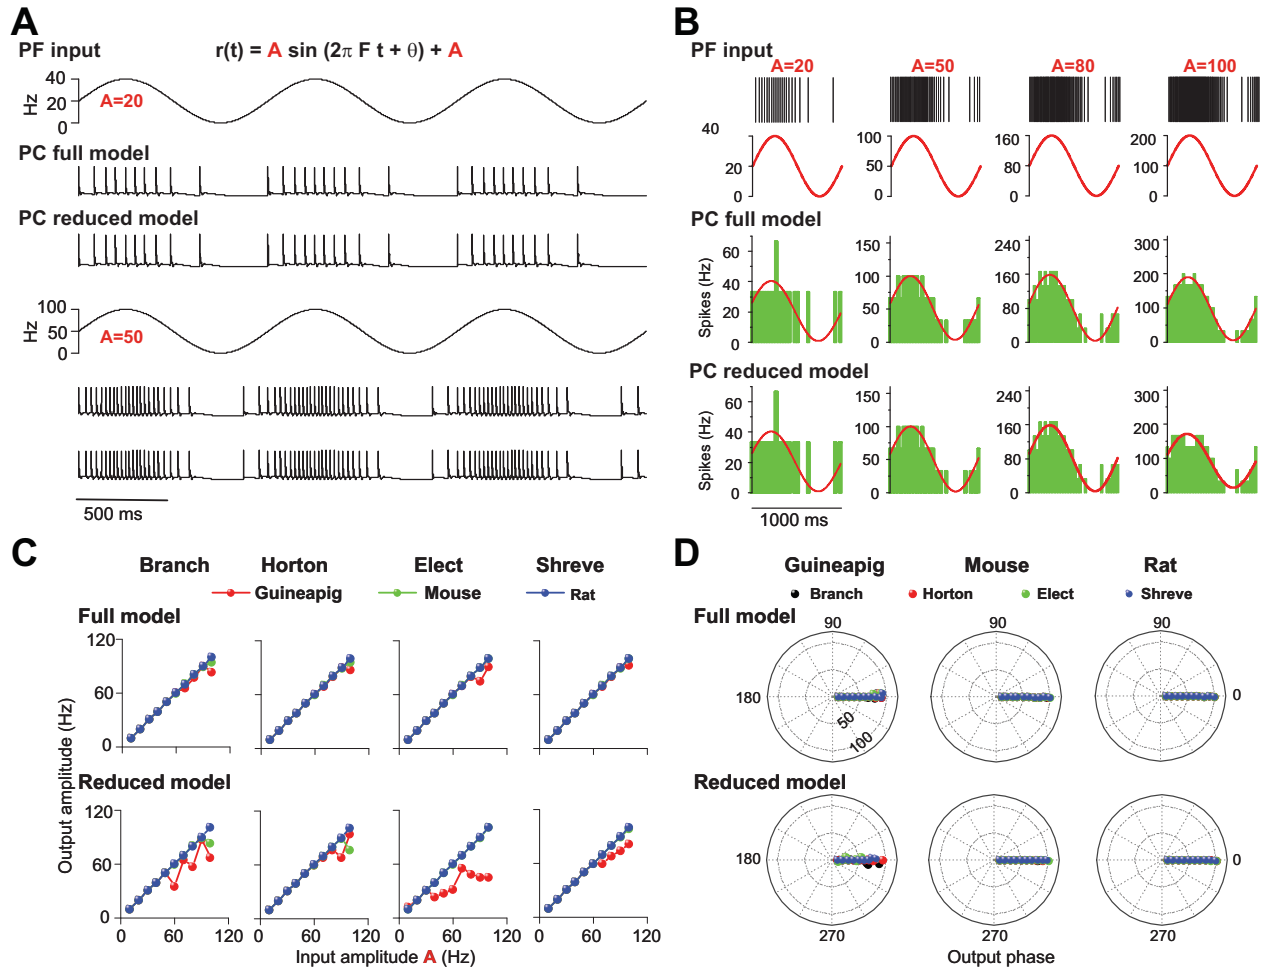 A
PF input
r(t) = A sin (2π F t + θ) + A
40
20
0
Hz
A=20
PC full model
PC reduced model
100
50
0
Hz
A=50
500 ms
B
PF input
A=20 A=50 A=80 A=100
40 100 160 200
20 50 80 100
0 0 0 0
PC full model
60 150 240 300
40 100 160 200
20 50 80 100
0 0 0 0
Spikes (Hz)
PC reduced model
60 150 240 300
40 100 160 200
20 50 80 100
0 0 0 0
Spikes (Hz)
1000 ms
C
Branch Horton Elect Shreve
Guineapig Mouse Rat
Full model
120
60
0
Reduced model
120
60
0
Output amplitude (Hz)
0 60 120 0 60 120 0 60 120 0 60 120
Input amplitude A (Hz)
D
Guineapig Mouse Rat
Branch Horton Elect Shreve
Full model
90 90 90
180 0
50
100
Reduced model
180 0
270 270 270
Output phase